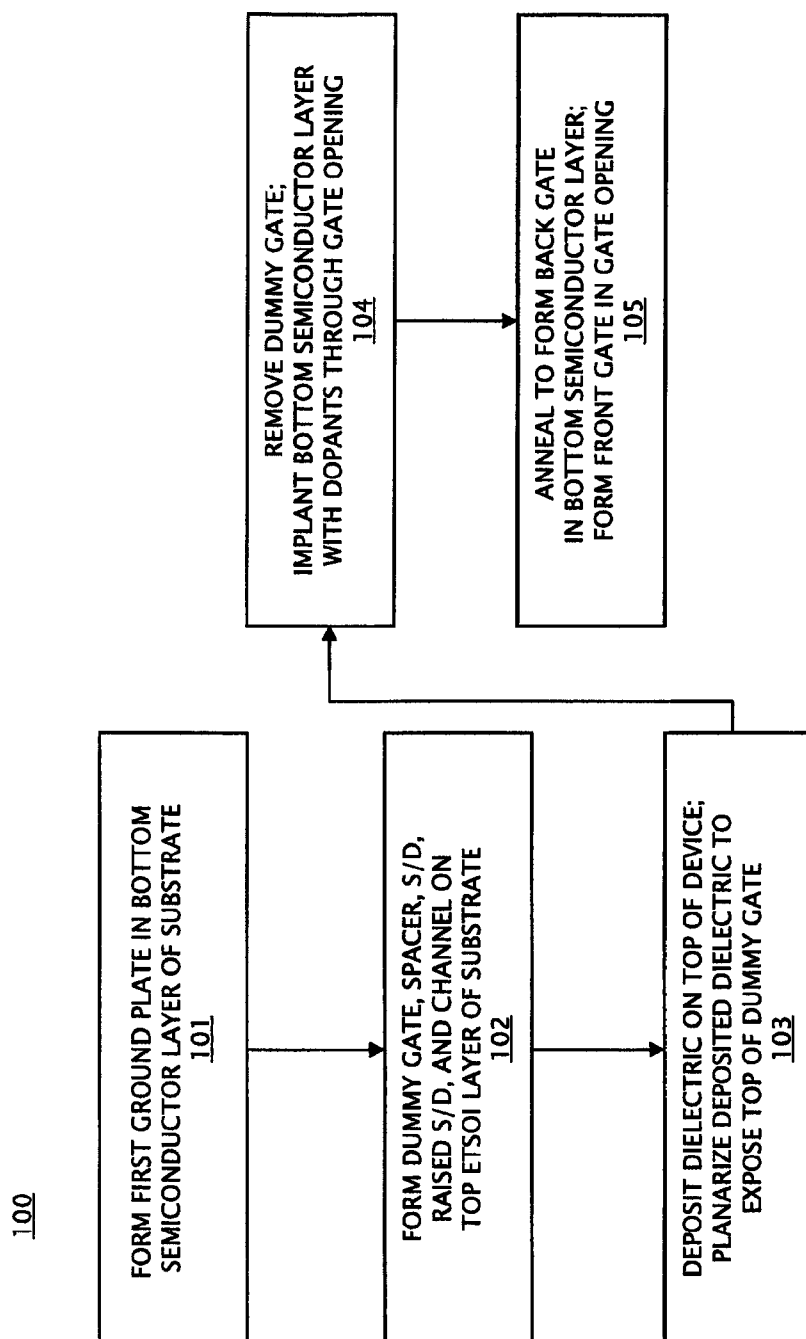 100
FORM FIRST GROUND PLATE IN BOTTOM
SEMICONDUCTOR LAYER OF SUBSTRATE
101
FORM DUMMY GATE, SPACER, S/D,
RAISED S/D, AND CHANNEL ON
TOP ETSOI LAYER OF SUBSTRATE
102
DEPOSIT DIELECTRIC ON TOP OF DEVICE;
PLANARIZE DEPOSITED DIELECTRIC TO
EXPOSE TOP OF DUMMY GATE
103
REMOVE DUMMY GATE;
IMPLANT BOTTOM SEMICONDUCTOR LAYER
WITH DOPANTS THROUGH GATE OPENING
104
ANNEAL TO FORM BACK GATE
IN BOTTOM SEMICONDUCTOR LAYER;
FORM FRONT GATE IN GATE OPENING
105